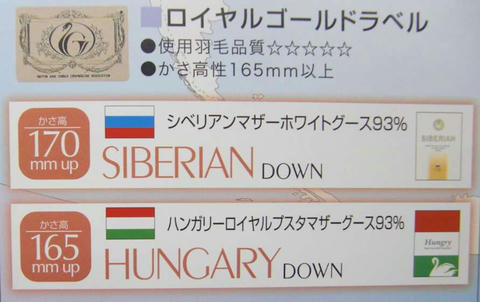 ロイヤルゴールドラベル
●使用羽毛品質☆☆☆☆☆
●かさ高性165mm以上
かさ高
170
mm up
シベリアンマザーホワイトグース93%
SIBERIAN DOWN
SIBERIAN
かさ高
165
mm up
ハンガリーロイヤルプスタマザーグース93%
HUNGARY DOWN
Hungry